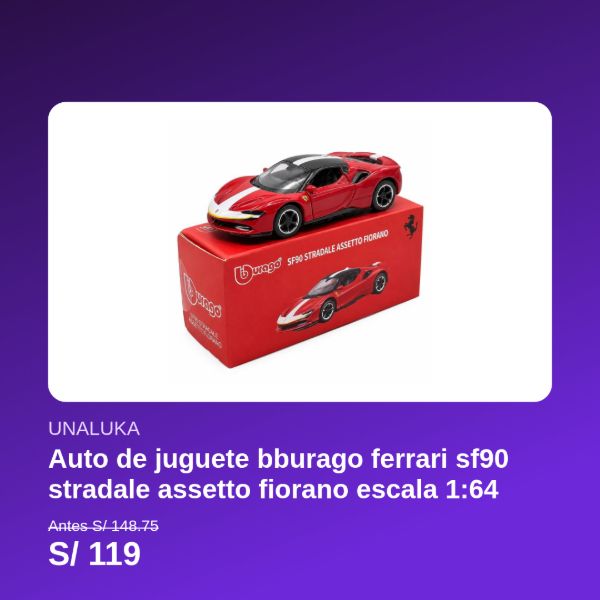 Bburago
SF90 STRADALE ASSETTO FIORANO
Bburago
UNALUKA
Auto de juguete bburago ferrari sf90
stradale assetto fiorano escala 1:64
Antes S/ 148.75
S/ 119